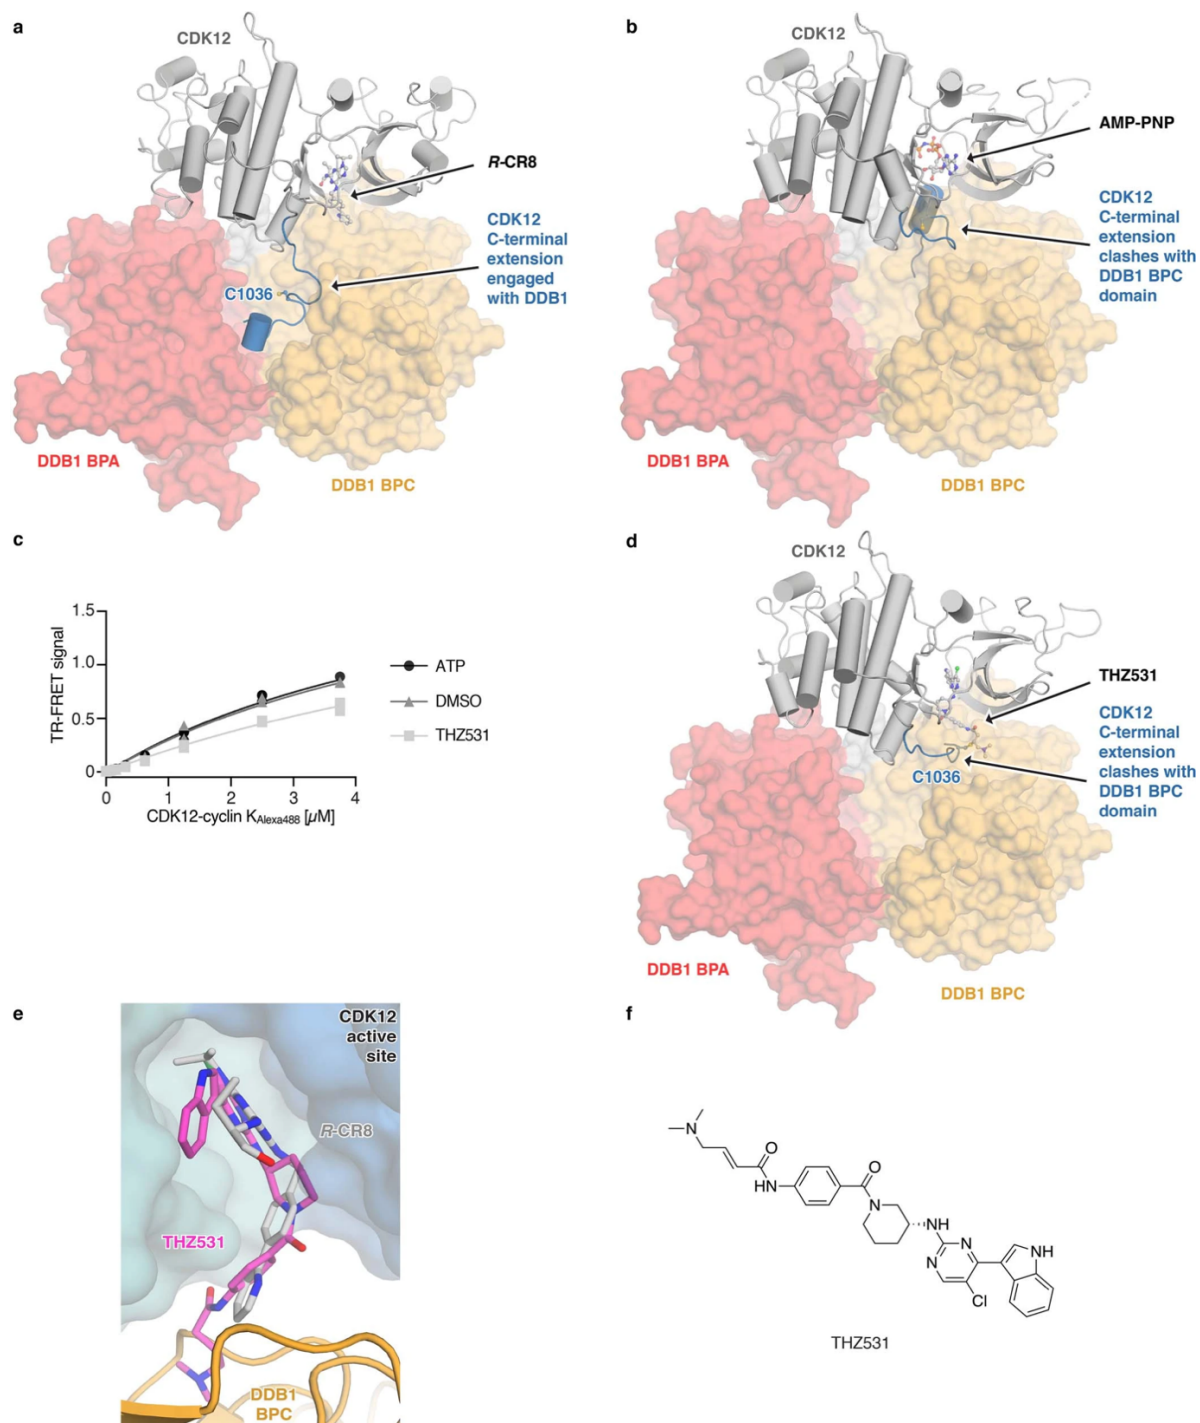 a
CDK12
R-CR8
CDK12
C-terminal
extension
engaged
with DDB1
C1036
DDB1 BPA
DDB1 BPC
b
CDK12
AMP-PNP
CDK12
C-terminal
extension
clashes with
DDB1 BPC
domain
DDB1 BPA
DDB1 BPC
c
TR-FRET signal
1.5
1.0
0.5
0
0
1
2
3
4
CDK12-cyclin KAlexa488 [µM]
ATP
DMSO
THZ531
d
CDK12
THZ531
CDK12
C-terminal
extension
clashes with
DDB1 BPC
domain
C1036
DDB1 BPA
DDB1 BPC
e
CDK12
active
site
R-CR8
THZ531
DDB1
BPC
f
N
O
HN
O
N
NH
N
N
NH
Cl
THZ531